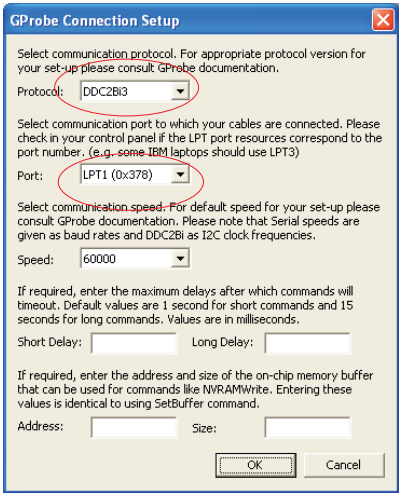 GProbe Connection Setup
Select communication protocol. For appropriate protocol version for
your set-up please consult GProbe documentation.
Protocol: DDC2Bi3
Select communication port to which your cables are connected. Please
check in your control panel if the LPT port resources correspond to the
port number. (e.g. some IBM laptops should use LPT3)
Port: LPT1 (0x378)
Select communication speed. For default speed for your set-up please
consult GProbe documentation. Please note that Serial speeds are
given as baud rates and DDC2Bi as I2C clock frequencies.
Speed: 60000
If required, enter the maximum delays after which commands will
timeout. Default values are 1 second for short commands and 15
seconds for long commands. Values are in milliseconds.
Short Delay: Long Delay:
If required, enter the address and size of the on-chip memory buffer
that can be used for commands like NVRAMWrite. Entering these
values is identical to using SetBuffer command.
Address: Size:
OK Cancel